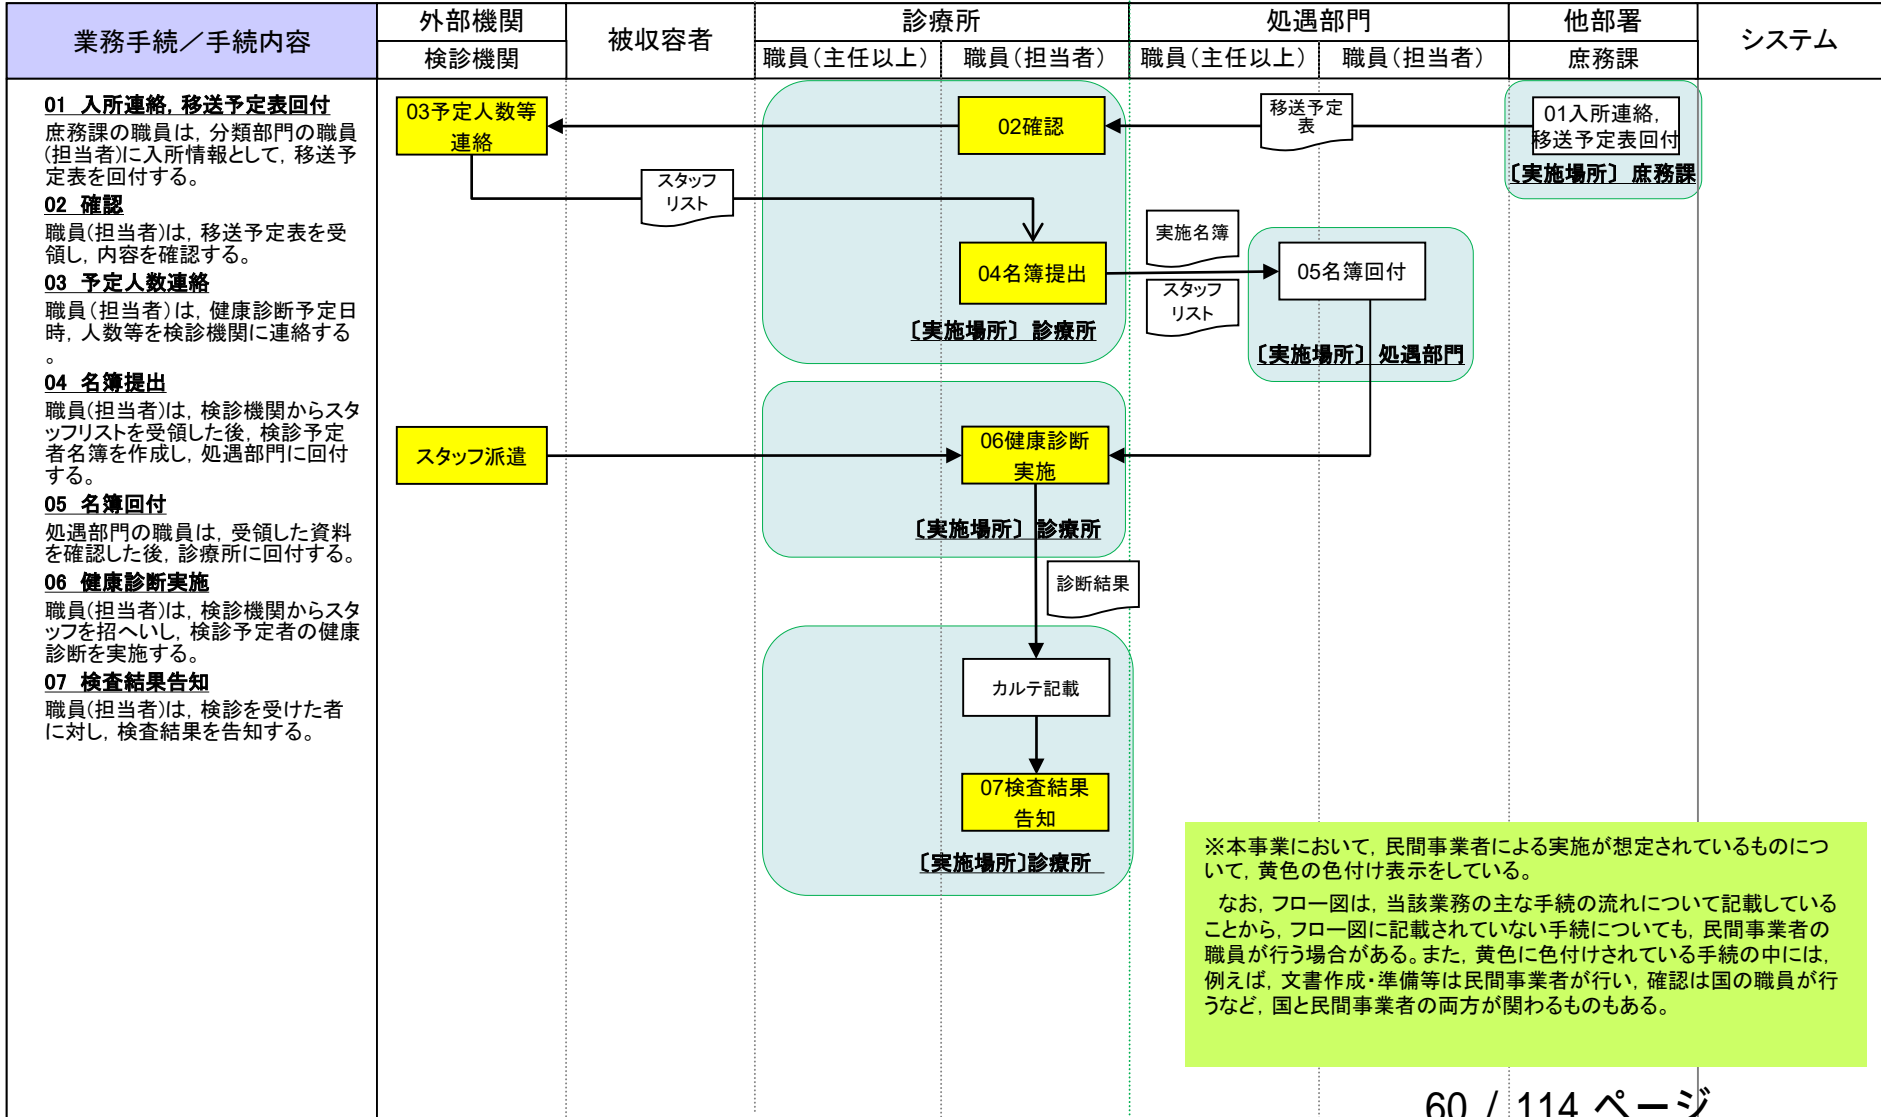 業務手続／手続内容
外部機関
検診機関
被収容者
診療所
職員（主任以上）
職員（担当者）
処遇部門
職員（主任以上）
職員（担当者）
他部署
庶務課
システム
01 入所連絡，移送予定表回付
庶務課の職員は，分類部門の職員
（担当者）に入所情報として，移送予
定表を回付する。
02 確認
職員（担当者）は，移送予定表を受
領し，内容を確認する。
03 予定人数連絡
職員（担当者）は，健康診断予定日
時，人数等を検診機関に連絡する
。
04 名簿提出
職員（担当者）は，検診機関からスタ
ッフリストを受領した後，検診予定
者名簿を作成し，処遇部門に回付
する。
05 名簿回付
処遇部門の職員は，受領した資料
を確認した後，診療所に回付する。
06 健康診断実施
職員（担当者）は，検診機関からスタ
ッフを招へいし，検診予定者の健康
診断を実施する。
07 検査結果告知
職員（担当者）は，検診を受けた者
に対し，検査結果を告知する。
03予定人数等
連絡
02確認
移送予定
表
01入所連絡，
移送予定表回付
〔実施場所〕 庶務課
スタッフ
リスト
04名簿提出
実施名簿
スタッフ
リスト
05名簿回付
〔実施場所〕 診療所
〔実施場所〕 処遇部門
スタッフ派遣
06健康診断
実施
〔実施場所〕 診療所
診断結果
カルテ記載
07検査結果
告知
〔実施場所〕診療所
※本事業において，民間事業者による実施が想定されているものにつ
いて，黄色の色付け表示をしている。
なお，フロー図は，当該業務の主な手続の流れについて記載している
ことから，フロー図に記載されていない手続についても，民間事業者の
職員が行う場合がある。また，黄色に色付けされている手続の中には，
例えば，文書作成・準備等は民間事業者が行い，確認は国の職員が行
うなど，国と民間事業者の両方が関わるものもある。
60 / 114 ページ